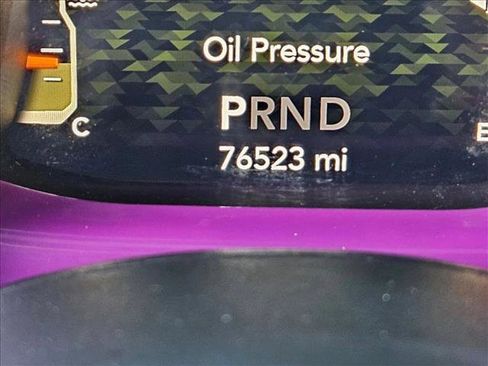 Oil Pressure
PRND
C
E
76523 mi